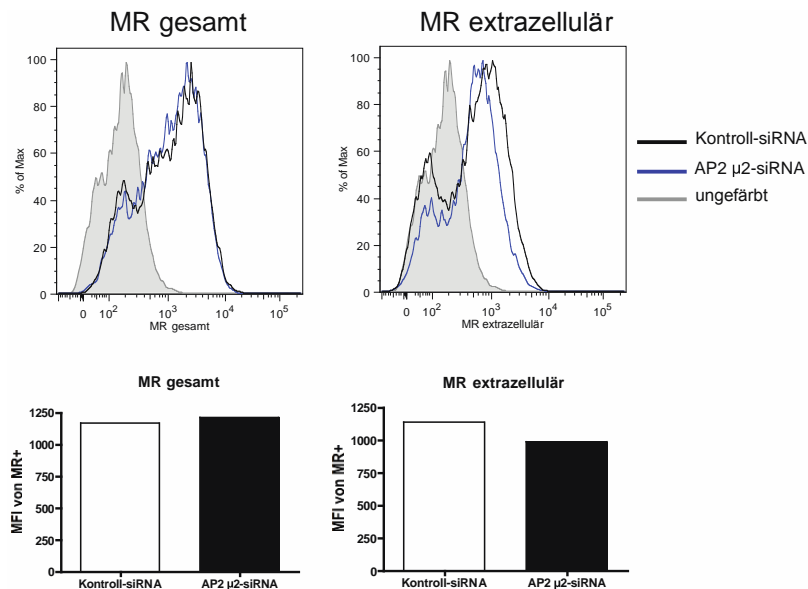 MR gesamt
% of Max
100
80
60
40
20
0
0 10² 10³ 10⁴ 10⁵
MR gesamt
MR extrazellulär
% of Max
100
80
60
40
20
0
0 10² 10³ 10⁴ 10⁵
MR extrazellulär
Kontroll-siRNA
AP2 µ2-siRNA
ungefärbt
MR gesamt
MFI von MR+
1250
1000
750
500
250
0
Kontroll-siRNA AP2 µ2-siRNA
MR extrazellulär
MFI von MR+
1250
1000
750
500
250
0
Kontroll-siRNA AP2 µ2-siRNA